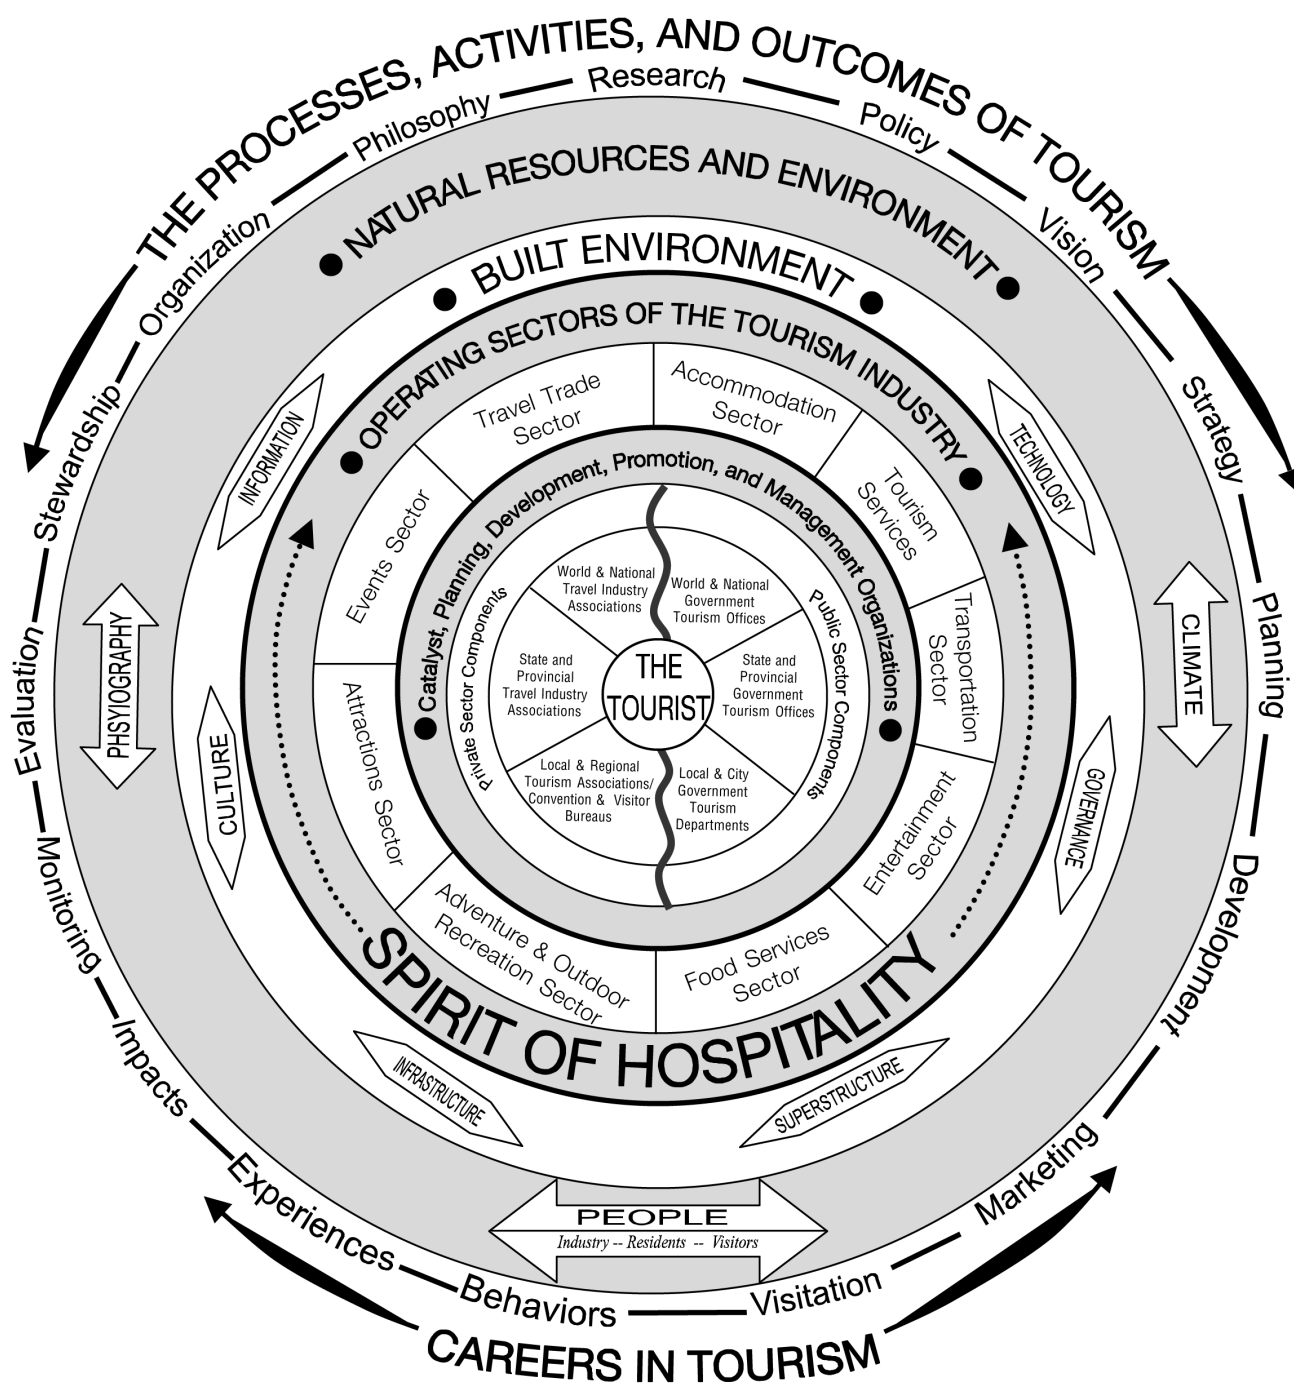 THE PROCESSES, ACTIVITIES, AND OUTCOMES OF TOURISM
Research
Policy
Vision
Strategy
Planning
Development
Marketing
Visitation
Behaviors
Experiences
Impacts
Monitoring
Evaluation
Stewardship
Organization
Philosophy
NATURAL RESOURCES AND ENVIRONMENT
CLIMATE
PEOPLE
Industry -- Residents -- Visitors
PHSYIOGRAPHY
BUILT ENVIRONMENT
TECHNOLOGY
GOVERNANCE
SUPERSTRUCTURE
INFRASTRUCTURE
CULTURE
INFORMATION
OPERATING SECTORS OF THE TOURISM INDUSTRY
Accommodation
Sector
Tourism
Services
Transportation
Sector
Entertainment
Sector
Food Services
Sector
Adventure & Outdoor
Recreation Sector
Attractions Sector
Events Sector
Travel Trade
Sector
SPIRIT OF HOSPITALITY
Catalyst, Planning, Development, Promotion, and Management Organizations
Private Sector Components
Public Sector Components
World & National
Travel Industry
Associations
World & National
Government
Tourism Offices
State and
Provincial
Travel Industry
Associations
State and
Provincial
Government
Tourism Offices
Local & Regional
Tourism Associations/
Convention & Visitor
Bureaus
Local & City
Government
Tourism
Departments
THE
TOURIST
CAREERS IN TOURISM